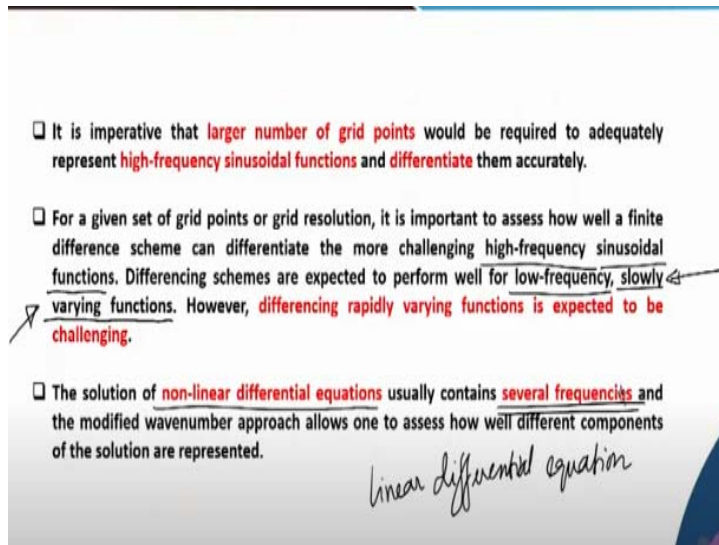 ❑ It is imperative that larger number of grid points would be required to adequately
represent high-frequency sinusoidal functions and differentiate them accurately.
❑ For a given set of grid points or grid resolution, it is important to assess how well a finite
difference scheme can differentiate the more challenging high-frequency sinusoidal
functions. Differencing schemes are expected to perform well for low-frequency, slowly
varying functions. However, differencing rapidly varying functions is expected to be
challenging.
❑ The solution of non-linear differential equations usually contains several frequencies and
the modified wavenumber approach allows one to assess how well different components
of the solution are represented.
linear differential equation